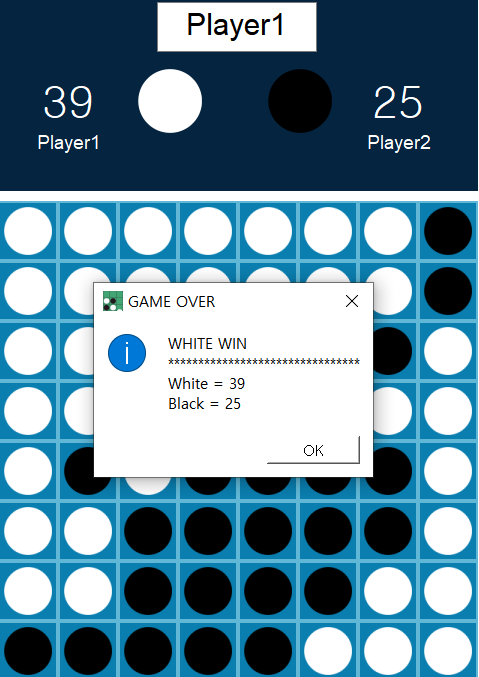 Player1
39
25
Player1
Player2
GAME OVER
WHITE WIN
********************************
White = 39
Black = 25
OK